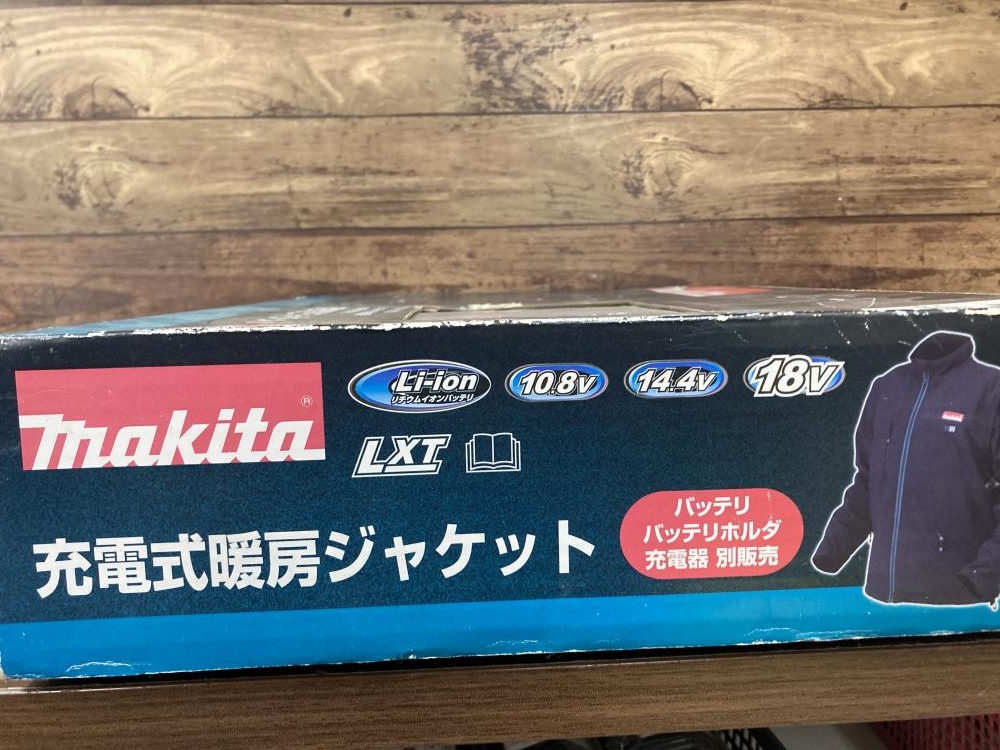 makita®
Li-ion
リチウムイオンバッテリ
10.8V
14.4V
18V
LXT
充電式暖房ジャケット
バッテリ
バッテリホルダ
充電器 別販売